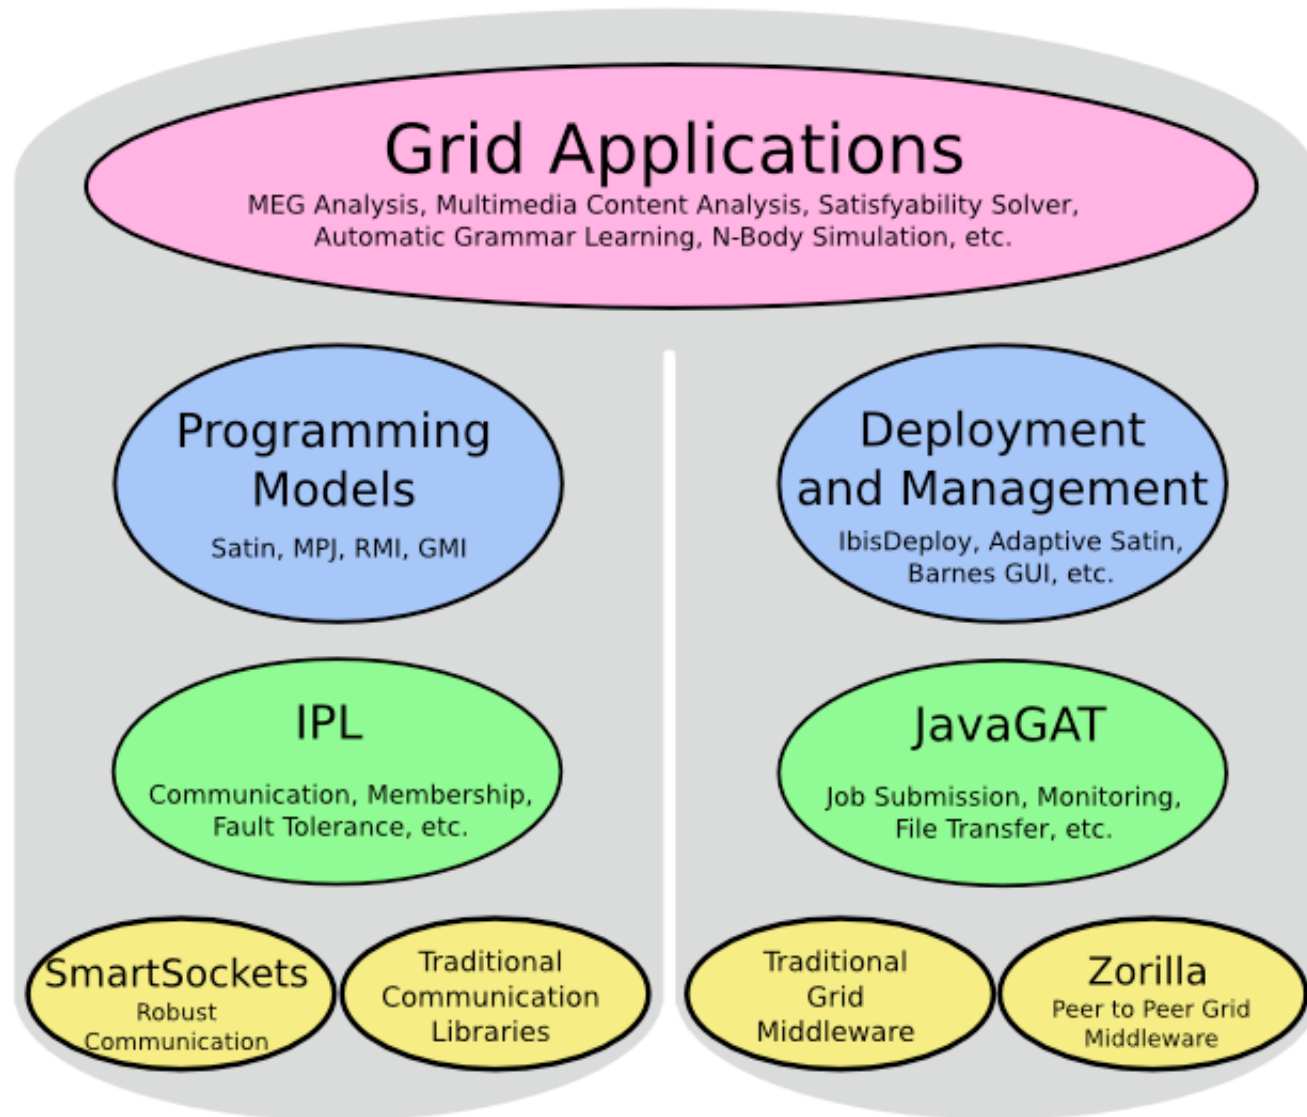 Grid Applications
MEG Analysis, Multimedia Content Analysis, Satisfyability Solver,
Automatic Grammar Learning, N-Body Simulation, etc.
Programming
Models
Satin, MPJ, RMI, GMI
Deployment
and Management
IbisDeploy, Adaptive Satin,
Barnes GUI, etc.
IPL
Communication, Membership,
Fault Tolerance, etc.
JavaGAT
Job Submission, Monitoring,
File Transfer, etc.
SmartSockets
Robust
Communication
Traditional
Communication
Libraries
Traditional
Grid
Middleware
Zorilla
Peer to Peer Grid
Middleware